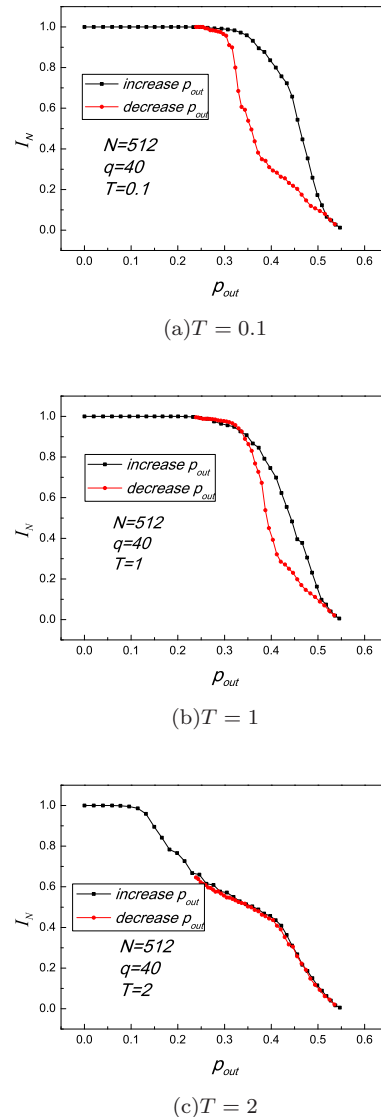 1.0
0.8
0.6
0.4
0.2
0.0
I_N
increase p_out
decrease p_out
N=512
q=40
T=0.1
0.0 0.1 0.2 0.3 0.4 0.5 0.6
p_out
(a)T = 0.1
1.0
0.8
0.6
0.4
0.2
0.0
I_N
increase p_out
decrease p_out
N=512
q=40
T=1
0.0 0.1 0.2 0.3 0.4 0.5 0.6
p_out
(b)T = 1
1.0
0.8
0.6
0.4
0.2
0.0
I_N
increase p_out
decrease p_out
N=512
q=40
T=2
0.0 0.1 0.2 0.3 0.4 0.5 0.6
p_out
(c)T = 2